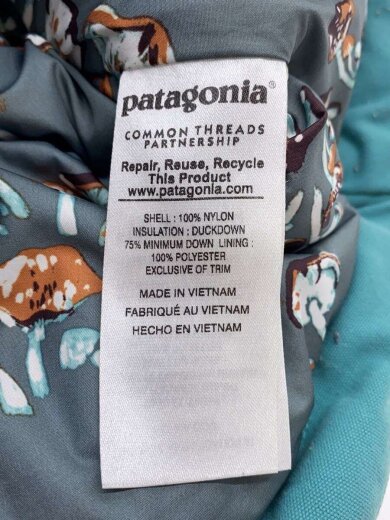 patagonia®
COMMON THREADS
PARTNERSHIP
Repair, Reuse, Recycle
This Product
www.patagonia.com
SHELL : 100% NYLON
INSULATION : DUCKDOWN
75% MINIMUM DOWN LINING :
100% POLYESTER
EXCLUSIVE OF TRIM
MADE IN VIETNAM
FABRIQUÉ AU VIETNAM
HECHO EN VIETNAM